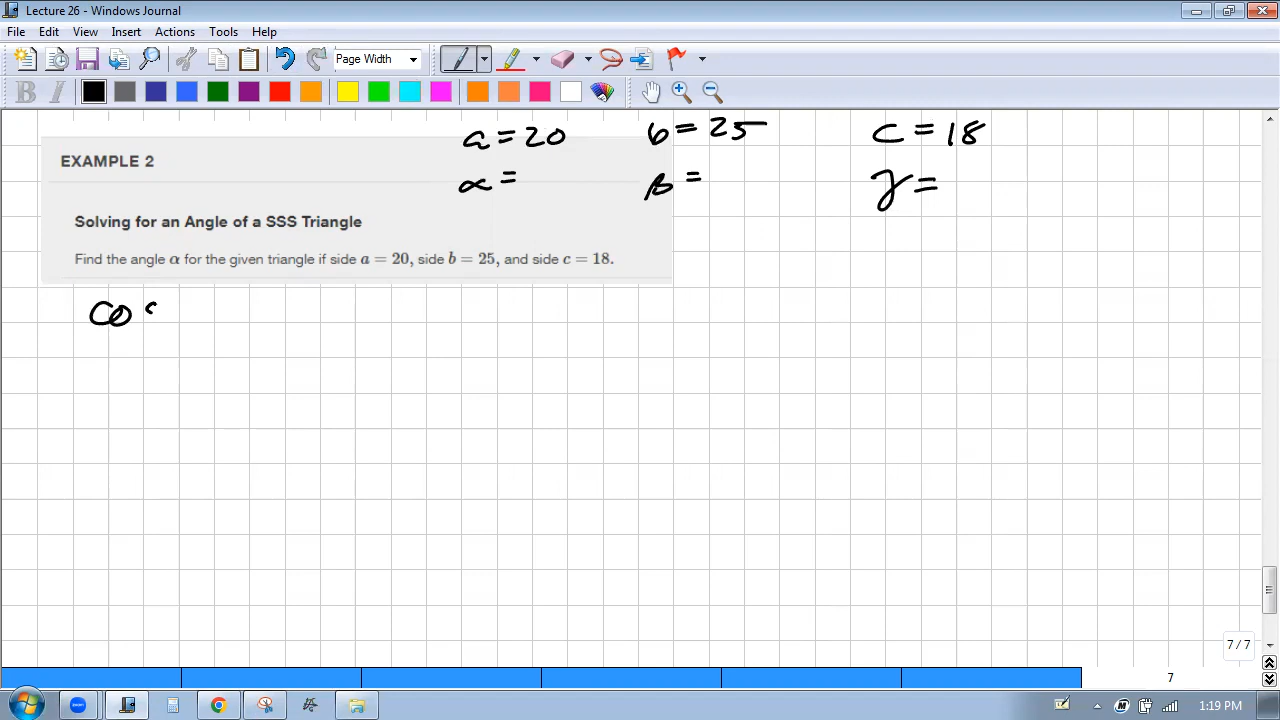 Lecture 26 - Windows Journal
File Edit View Insert Actions Tools Help
Page Width
B I
a = 20 b = 25 c = 18
α = β = γ =
EXAMPLE 2
Solving for an Angle of a SSS Triangle
Find the angle α for the given triangle if side a = 20, side b = 25, and side c = 18.
co
7 / 7
7
1:19 PM